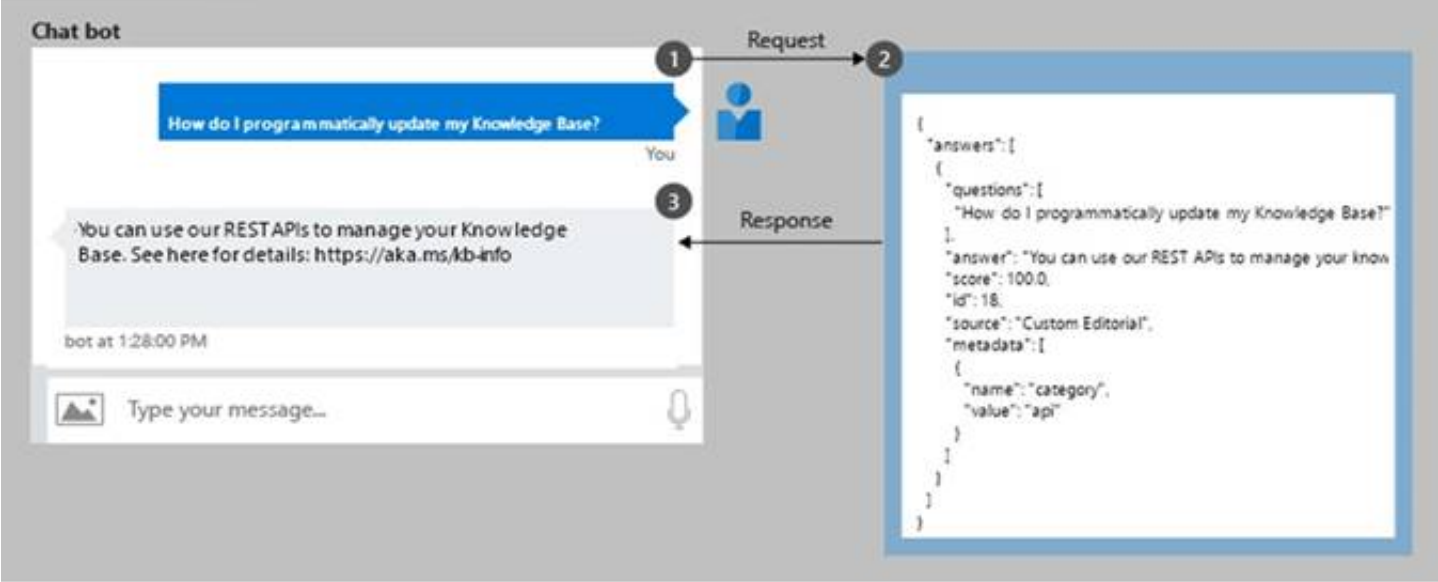 Chat bot
1
Request
2
How do I programmatically update my Knowledge Base?
You
3
Response
You can use our REST APIs to manage your Knowledge
Base. See here for details: https://aka.ms/kb-info
bot at 1:28:00 PM
Type your message...
{
"answers": [
{
"questions": [
"How do I programmatically update my Knowledge Base?"
],
"answer": "You can use our REST APIs to manage your know
"score": 100.0,
"id": 18,
"source": "Custom Editorial",
"metadata": [
{
"name": "category",
"value": "api"
}
]
}
]
}